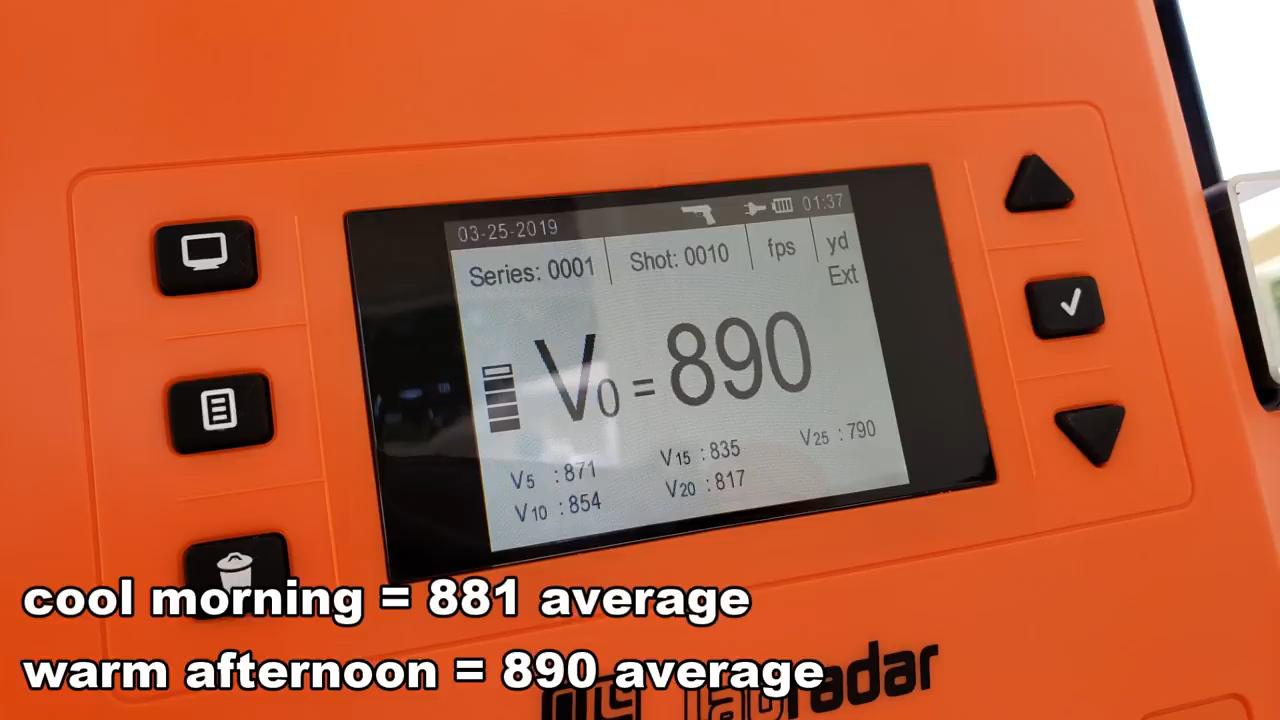 03-25-2019 01:37
Series: 0001 Shot: 0010 fps yd
Ext
V0 = 890
V5 : 871 V15 : 835 V25 : 790
V10 : 854 V20 : 817
cool morning = 881 average
warm afternoon = 890 average
labradar